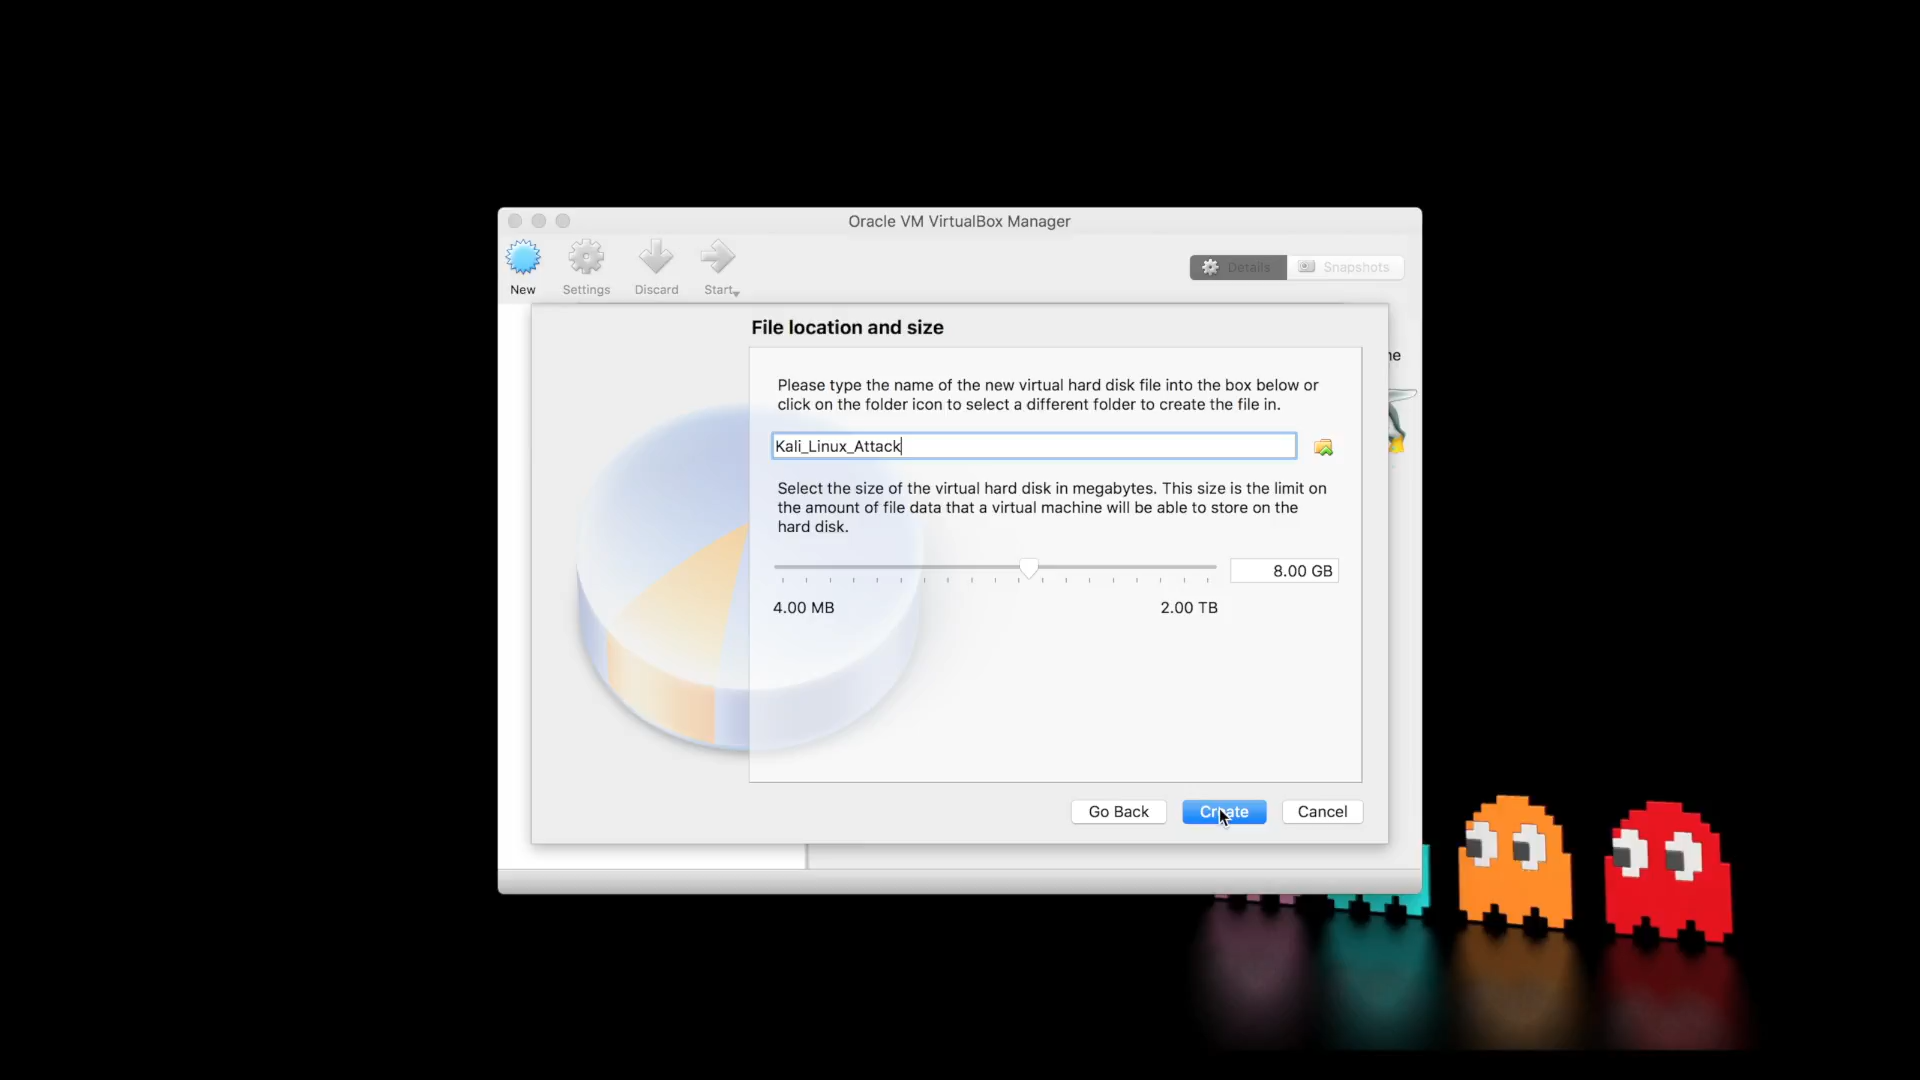 Oracle VM VirtualBox Manager
New
Settings
Discard
Start
Details
Snapshots
File location and size
Please type the name of the new virtual hard disk file into the box below or
click on the folder icon to select a different folder to create the file in.
Kali_Linux_Attack
Select the size of the virtual hard disk in megabytes. This size is the limit on
the amount of file data that a virtual machine will be able to store on the
hard disk.
8.00 GB
4.00 MB
2.00 TB
Go Back
Create
Cancel